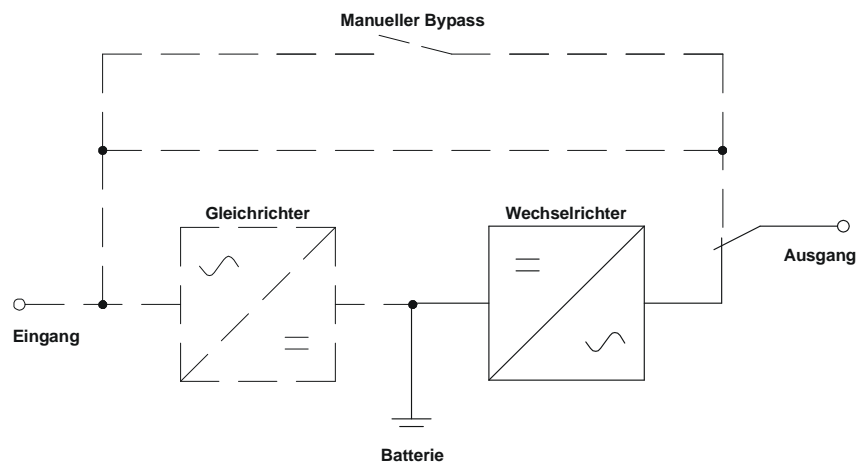 Manueller Bypass
Gleichrichter
Wechselrichter
Ausgang
Eingang
Batterie